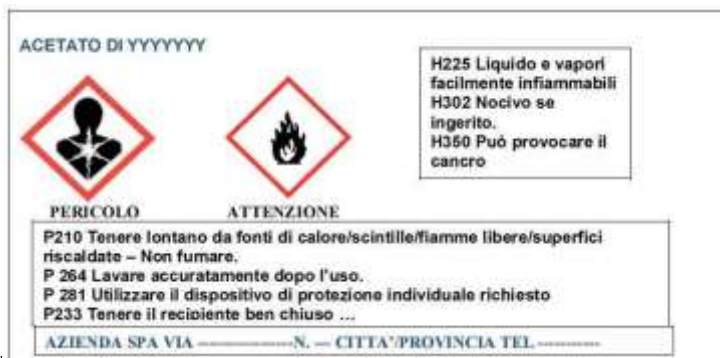 ACETATO DI YYYYYYY
H225 Liquido e vapori
facilmente infiammabili
H302 Nocivo se
ingerito.
H350 Può provocare il
cancro
PERICOLO
ATTENZIONE
P210 Tenere lontano da fonti di calore/scintille/fiamme libere/superfici
riscaldate – Non fumare.
P 264 Lavare accuratamente dopo l'uso.
P 281 Utilizzare il dispositivo di protezione individuale richiesto
P233 Tenere il recipiente ben chiuso ...
AZIENDA SPA VIA -----------------N. --- CITTA'/PROVINCIA TEL -----------